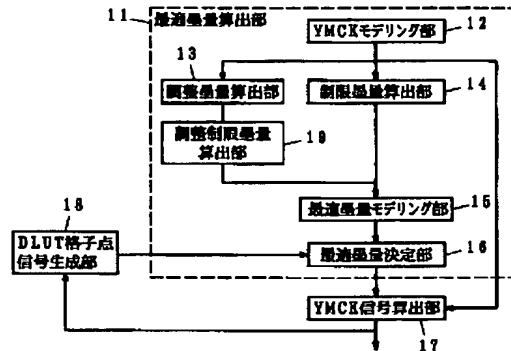 11
最適墨量算出部
YMCKモデリング部
12
13
調整墨量算出部
制限墨量算出部
14
調整制限墨量
算出部
19
最適墨量モデリング部
15
18
DLUT格子点
信号生成部
最適墨量決定部
16
YMCK信号算出部
17